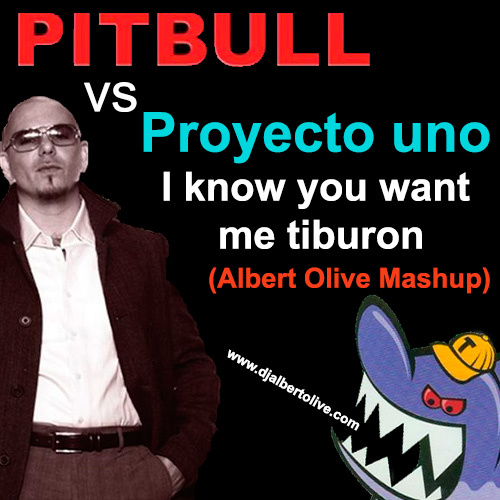 PITBULL
VS
Proyecto uno
I know you want
me tiburon
(Albert Olive Mashup)
www.djalbertolive.com
T